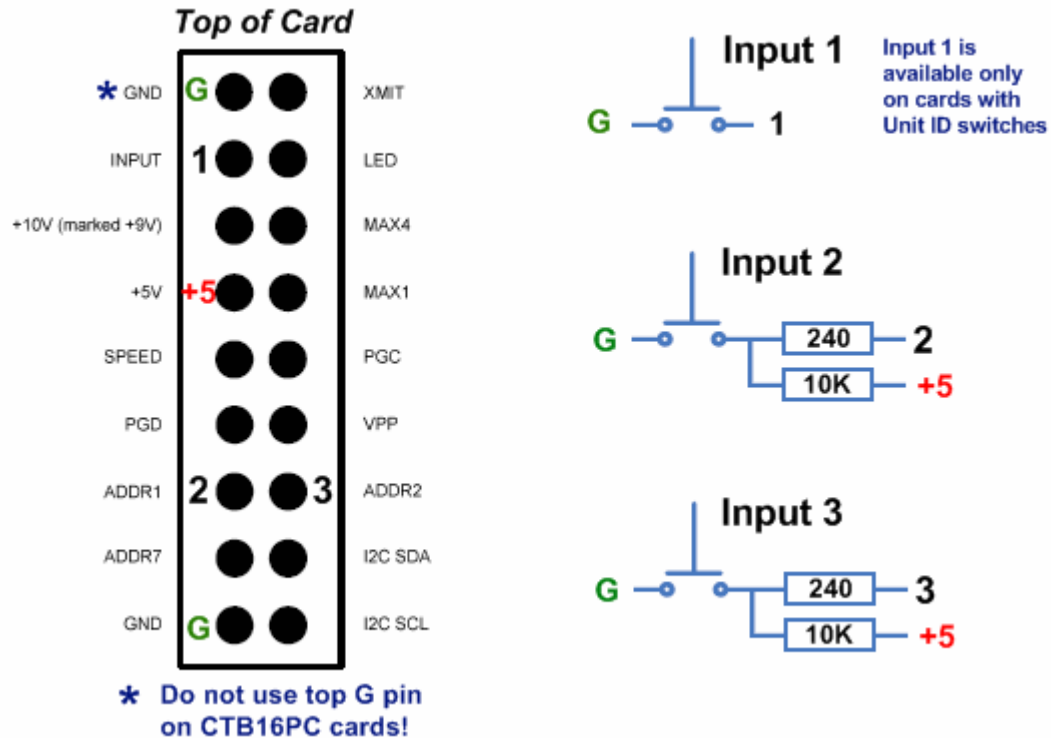 Top of Card
* GND G XMIT
INPUT 1 LED
+10V (marked +9V) MAX4
+5V +5 MAX1
SPEED PGC
PGD VPP
ADDR1 2 3 ADDR2
ADDR7 I2C SDA
GND G I2C SCL
* Do not use top G pin
on CTB16PC cards!
Input 1
G 1
Input 1 is
available only
on cards with
Unit ID switches
Input 2
G 240 2
10K +5
Input 3
G 240 3
10K +5